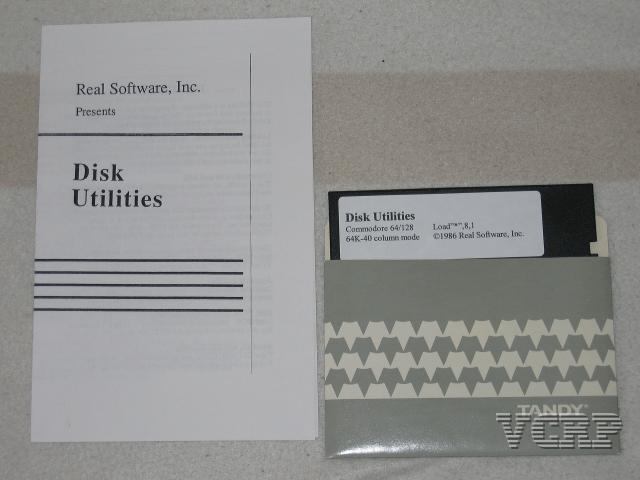 Real Software, Inc.
Presents
Disk
Utilities
Disk Utilities
Commodore 64/128 Load"*",8,1
64K-40 column mode ©1986 Real Software, Inc.
TANDY®
VCRP